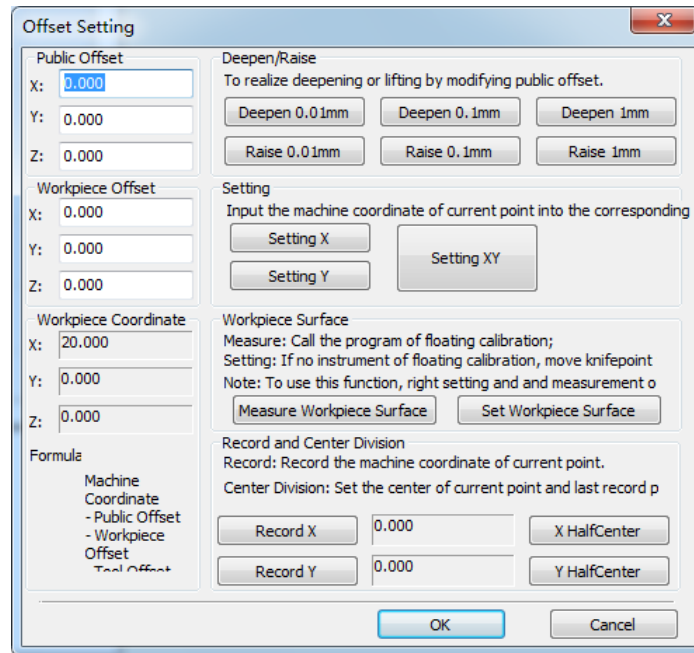 Offset Setting
Public Offset
X: 0.000
Y: 0.000
Z: 0.000
Deepen/Raise
To realize deepening or lifting by modifying public offset.
Deepen 0.01mm
Deepen 0.1mm
Deepen 1mm
Raise 0.01mm
Raise 0.1mm
Raise 1mm
Workpiece Offset
X: 0.000
Y: 0.000
Z: 0.000
Setting
Input the machine coordinate of current point into the corresponding
Setting X
Setting Y
Setting XY
Workpiece Coordinate
X: 20.000
Y: 0.000
Z: 0.000
Workpiece Surface
Measure: Call the program of floating calibration;
Setting: If no instrument of floating calibration, move knifepoint
Note: To use this function, right setting and and measurement o
Measure Workpiece Surface
Set Workpiece Surface
Formula
Machine
Coordinate
- Public Offset
- Workpiece
Offset
- Tool Offset
Record and Center Division
Record: Record the machine coordinate of current point.
Center Division: Set the center of current point and last record p
Record X
0.000
X HalfCenter
Record Y
0.000
Y HalfCenter
OK
Cancel